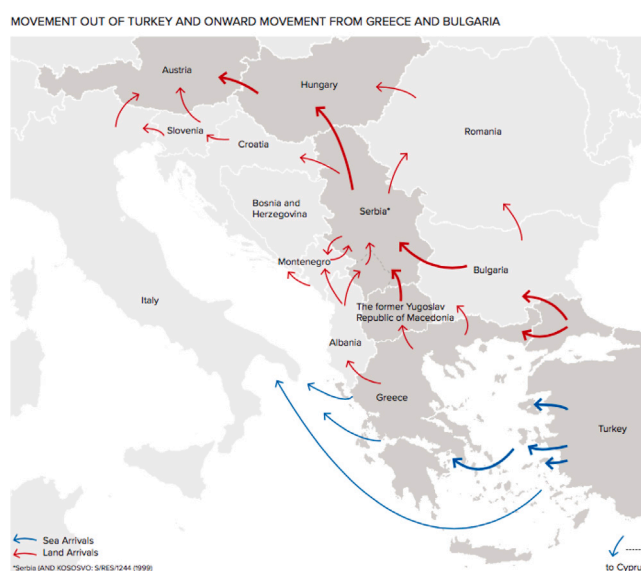 MOVEMENT OUT OF TURKEY AND ONWARD MOVEMENT FROM GREECE AND BULGARIA
Austria
Hungary
Slovenia
Croatia
Romania
Bosnia and
Herzegovina
Serbia*
Montenegro
Bulgaria
Italy
The former Yugoslav
Republic of Macedonia
Albania
Greece
Turkey
Sea Arrivals
Land Arrivals
*Serbia (AND KOSOSVO: S/RES/1244 (1999)
to Cypru